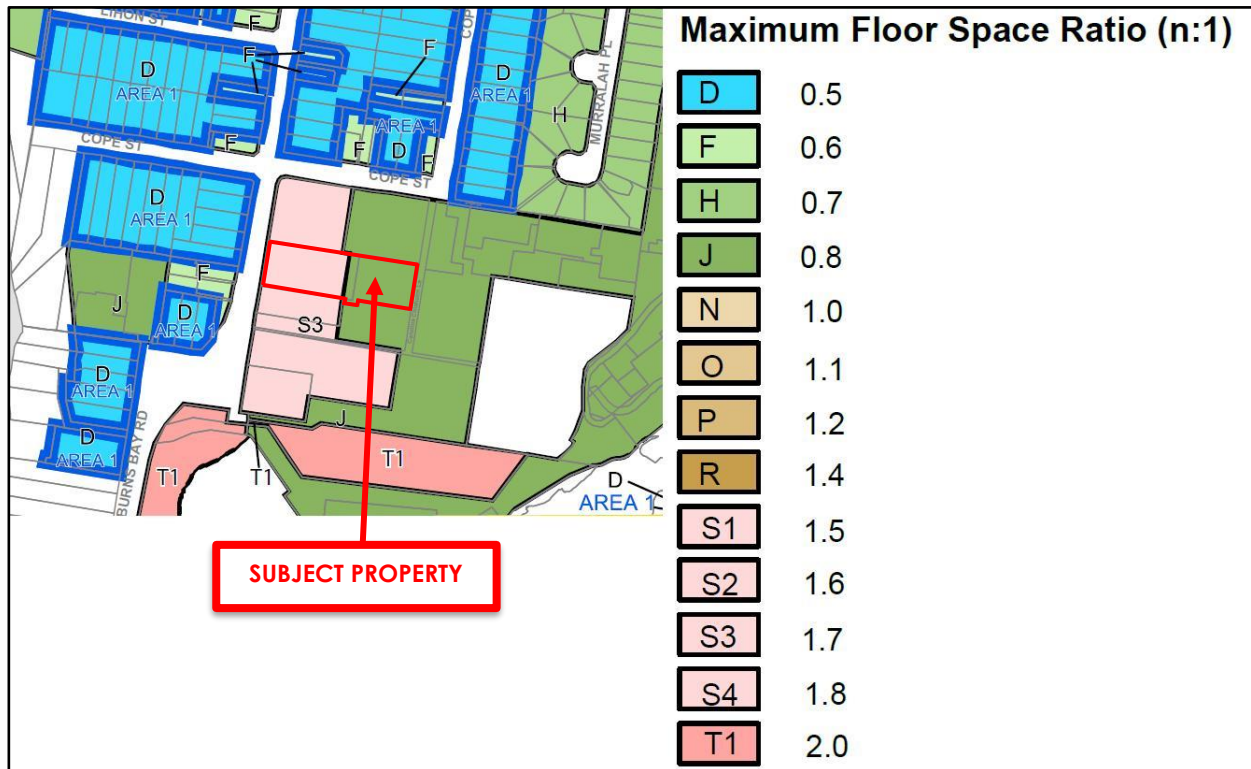 LIHON ST
F
COPE
F
F
D
AREA 1
D
AREA 1
D
H
MURRALAH PL
F
COPE ST
F
D
F
COPE ST
D
AREA 1
F
J
D
AREA 1
S3
D
AREA 1
D
AREA 1
BURNS BAY RD
J
T1
T1
T1
D
AREA 1
SUBJECT PROPERTY
Maximum Floor Space Ratio (n:1)
D 0.5
F 0.6
H 0.7
J 0.8
N 1.0
O 1.1
P 1.2
R 1.4
S1 1.5
S2 1.6
S3 1.7
S4 1.8
T1 2.0